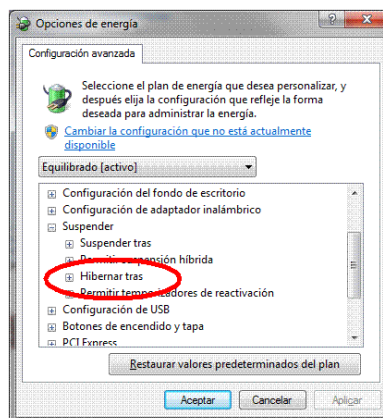 Opciones de energía
Configuración avanzada
Seleccione el plan de energía que desea personalizar, y
después elija la configuración que refleje la forma
deseada para administrar la energía.
Cambiar la configuración que no está actualmente
disponible
Equilibrado [activo]
Configuración del fondo de escritorio
Configuración de adaptador inalámbrico
Suspender
Suspender tras
Permitir suspensión híbrida
Hibernar tras
Permitir temporizadores de reactivación
Configuración de USB
Botones de encendido y tapa
PCI Express
Restaurar valores predeterminados del plan
Aceptar
Cancelar
Aplicar